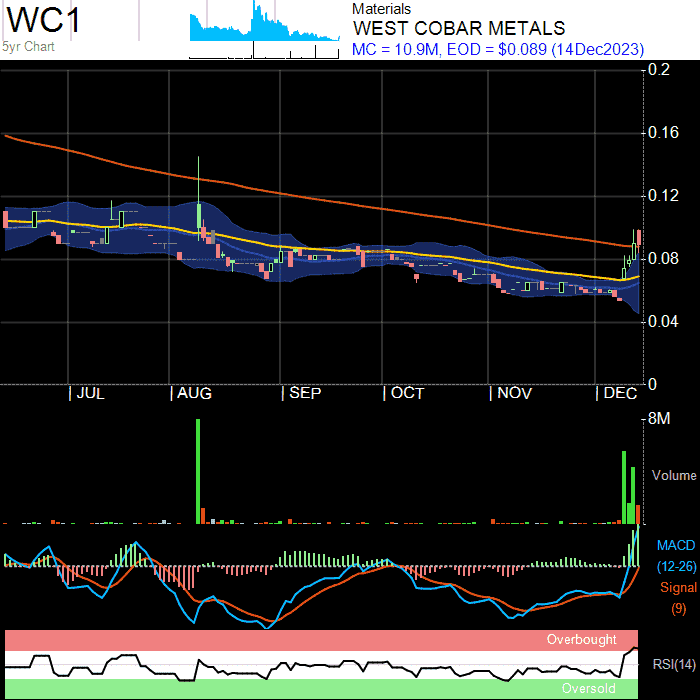 WC1
5yr Chart
Materials
WEST COBAR METALS
MC = 10.9M, EOD = $0.089 (14Dec2023)
0.2
0.16
0.12
0.08
0.04
0
JUL
AUG
SEP
OCT
NOV
DEC
8M
Volume
MACD
(12-26)
Signal
(9)
Overbought
RSI(14)
Oversold